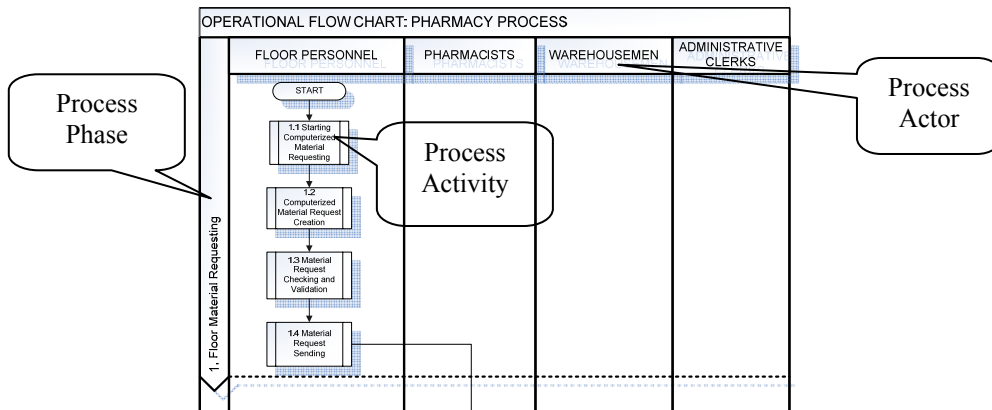 OPERATIONAL FLOW CHART: PHARMACY PROCESS
FLOOR PERSONNEL
PHARMACISTS
WAREHOUSEMEN
ADMINISTRATIVE
CLERKS
Process
Phase
Process
Actor
START
1.1 Starting
Computerized
Material
Requesting
Process
Activity
1.2
Computerized
Material Request
Creation
1.3 Material
Request
Checking and
Validation
1.4 Material
Request
Sending
1. Floor Material Requesting